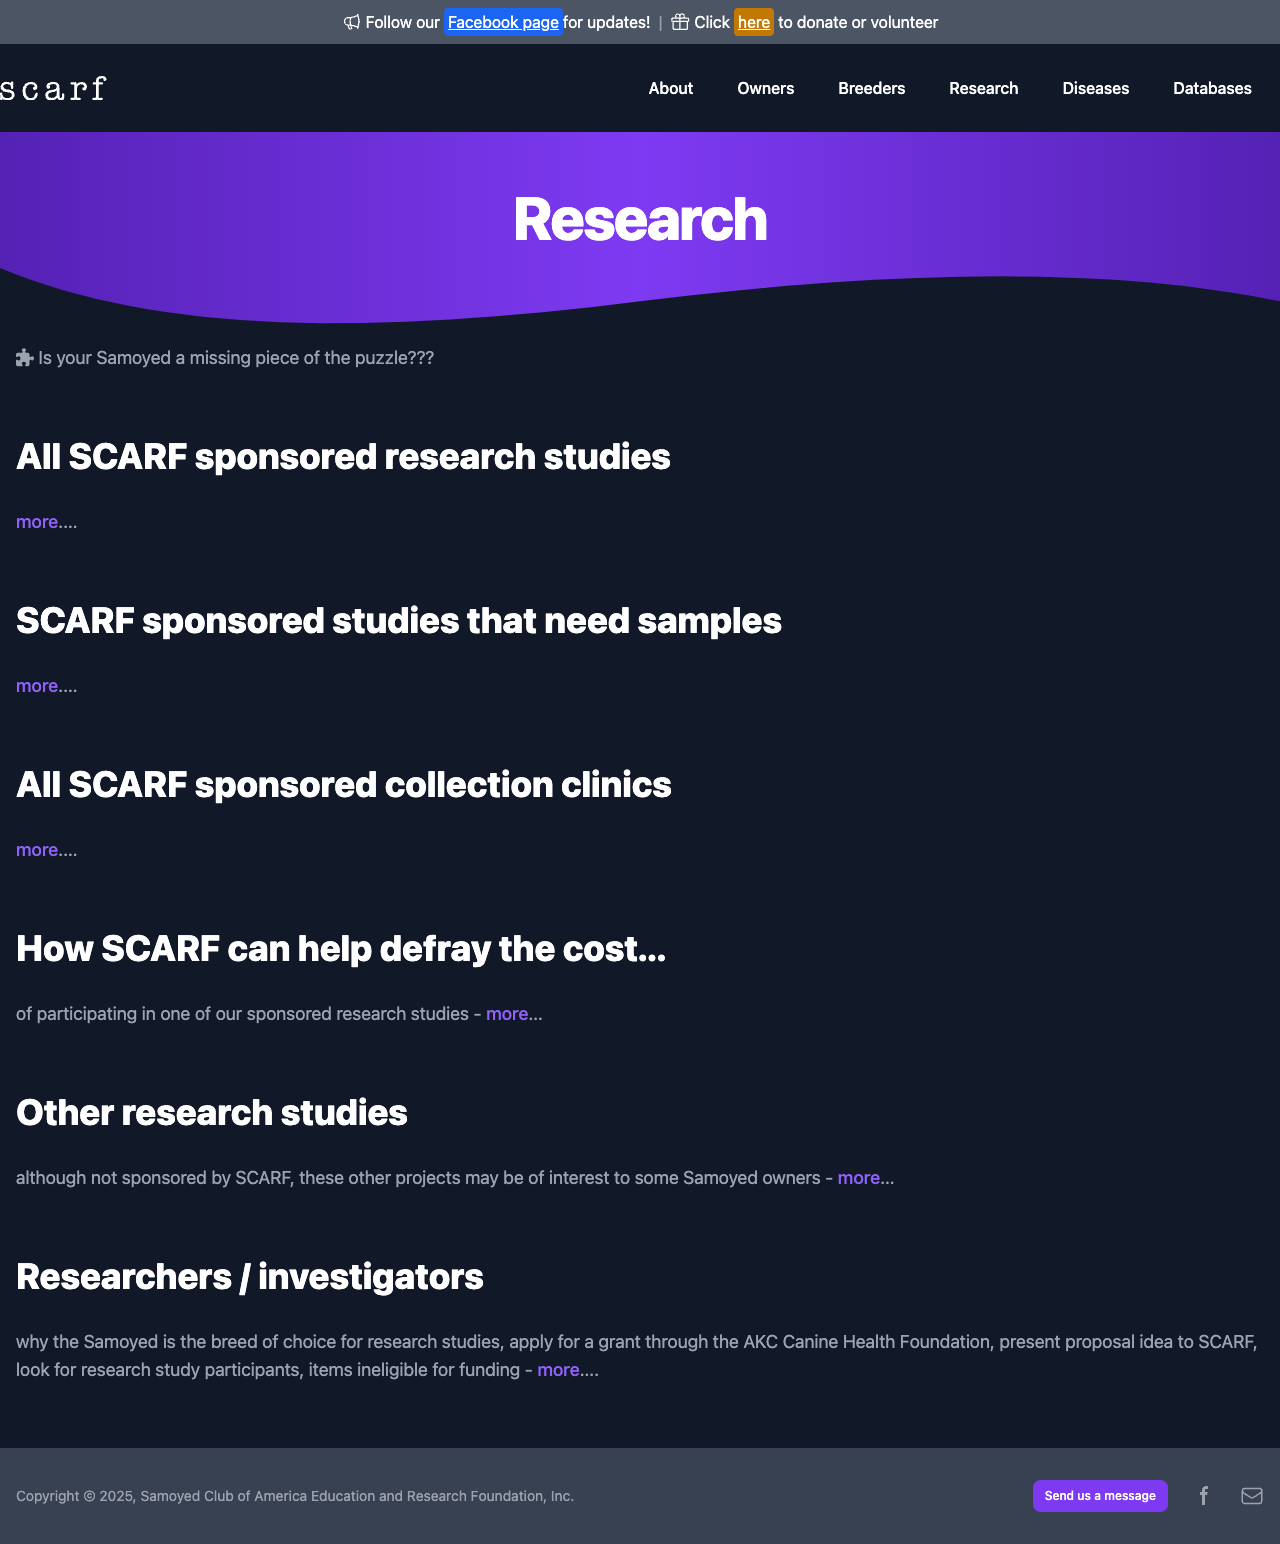 Follow our Facebook page for updates! | Click here to donate or volunteer
scarf
About Owners Breeders Research Diseases Databases
Research
Is your Samoyed a missing piece of the puzzle???
All SCARF sponsored research studies
more....
SCARF sponsored studies that need samples
more....
All SCARF sponsored collection clinics
more....
How SCARF can help defray the cost...
of participating in one of our sponsored research studies - more...
Other research studies
although not sponsored by SCARF, these other projects may be of interest to some Samoyed owners - more...
Researchers / investigators
why the Samoyed is the breed of choice for research studies, apply for a grant through the AKC Canine Health Foundation, present proposal idea to SCARF,
look for research study participants, items ineligible for funding - more....
Copyright © 2025, Samoyed Club of America Education and Research Foundation, Inc.
Send us a message